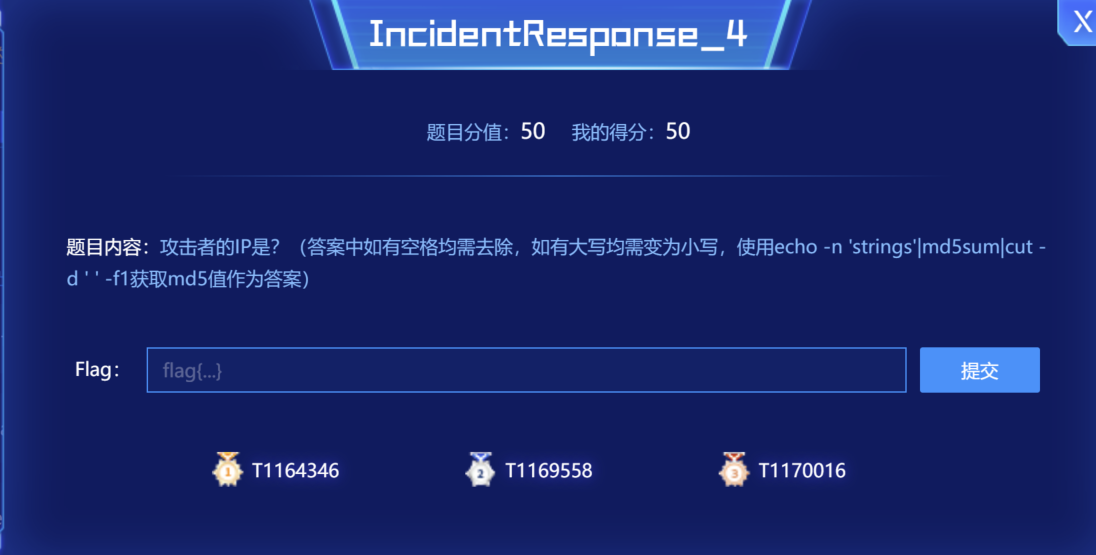 IncidentResponse_4
X
题目分值：50 我的得分：50
题目内容：攻击者的IP是？（答案中如有空格均需去除，如有大写均需变为小写，使用echo -n 'strings'|md5sum|cut -
d ' ' -f1获取md5值作为答案）
Flag： flag{...} 提交
1 T1164346 2 T1169558 3 T1170016